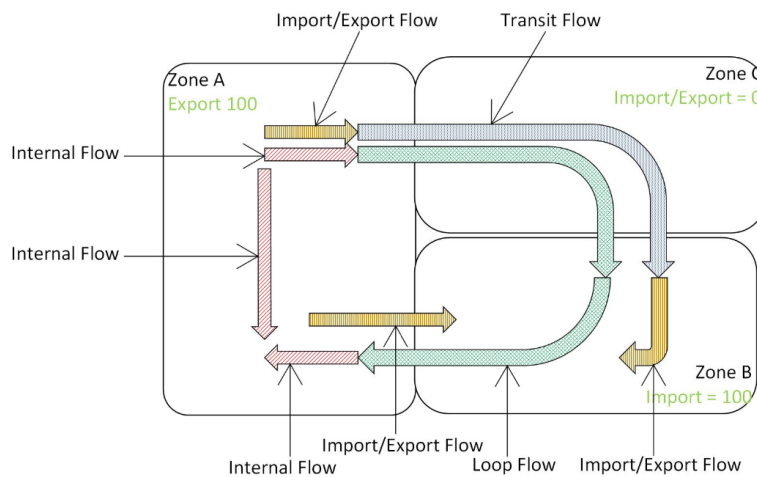 Import/Export Flow
Transit Flow
Zone A
Export 100
Zone C
Import/Export = 0
Internal Flow
Internal Flow
Zone B
Import = 100
Import/Export Flow
Internal Flow
Loop Flow
Import/Export Flow